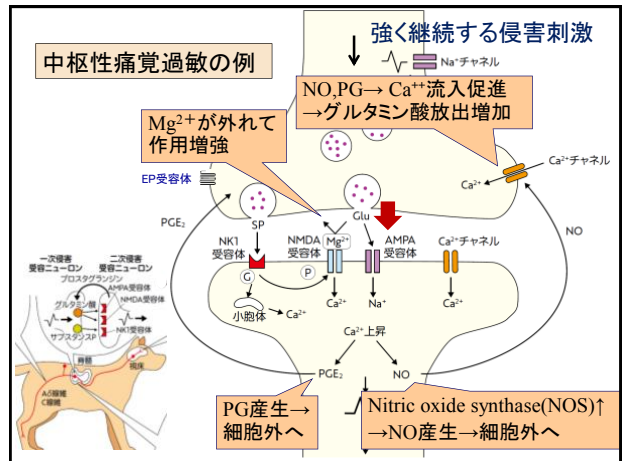 強く継続する侵害刺激
中枢性痛覚過敏の例
Na⁺チャネル
NO,PG→ Ca⁺⁺流入促進
→グルタミン酸放出増加
Mg²⁺が外れて
作用増強
Ca²⁺チャネル
Ca²⁺
EP受容体
SP
Glu
PGE₂
NO
NK1
受容体
NMDA
受容体
Mg²⁺
AMPA
受容体
Ca²⁺チャネル
G
P
小胞体
Ca²⁺
Ca²⁺
Na⁺
Ca²⁺
Ca²⁺上昇
PGE₂
NO
一次侵害
受容ニューロン
二次侵害
受容ニューロン
プロスタグランジン
AMPA受容体
グルタミン酸
NMDA受容体
サブスタンスP
NK1受容体
脊髄
視床
Aδ線維
C線維
PG産生→
細胞外へ
Nitric oxide synthase(NOS)↑
→NO産生→細胞外へ